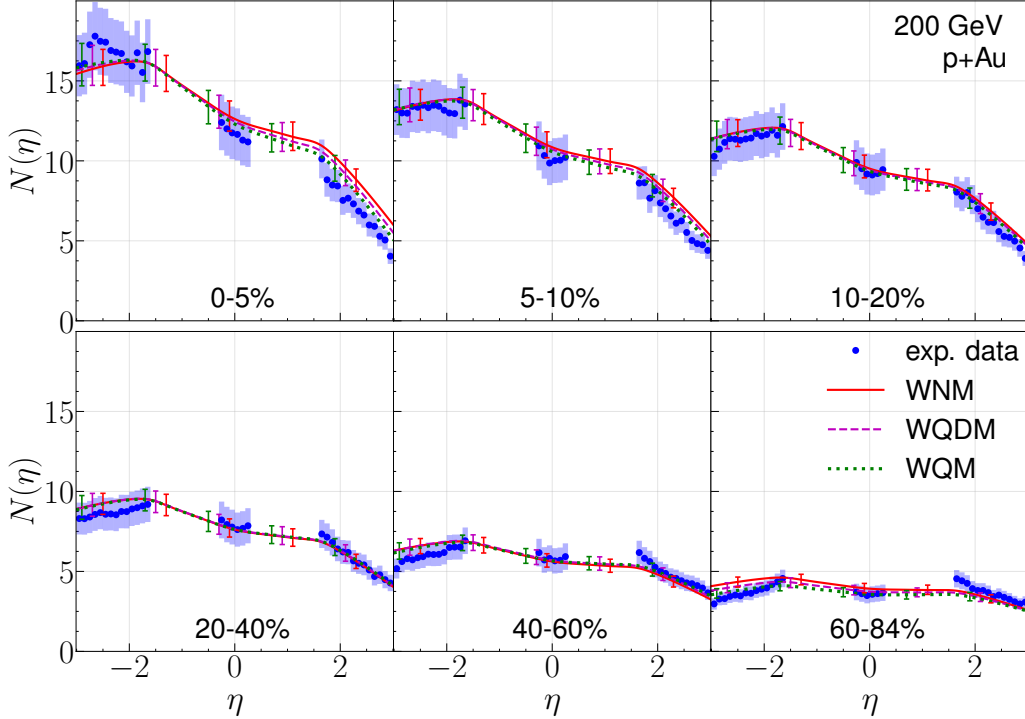 200 GeV
p+Au
N(η)
15
10
5
0
0-5%
5-10%
10-20%
exp. data
WNM
WQDM
WQM
N(η)
15
10
5
0
20-40%
40-60%
60-84%
−2 0 2 −2 0 2 −2 0 2
η η η